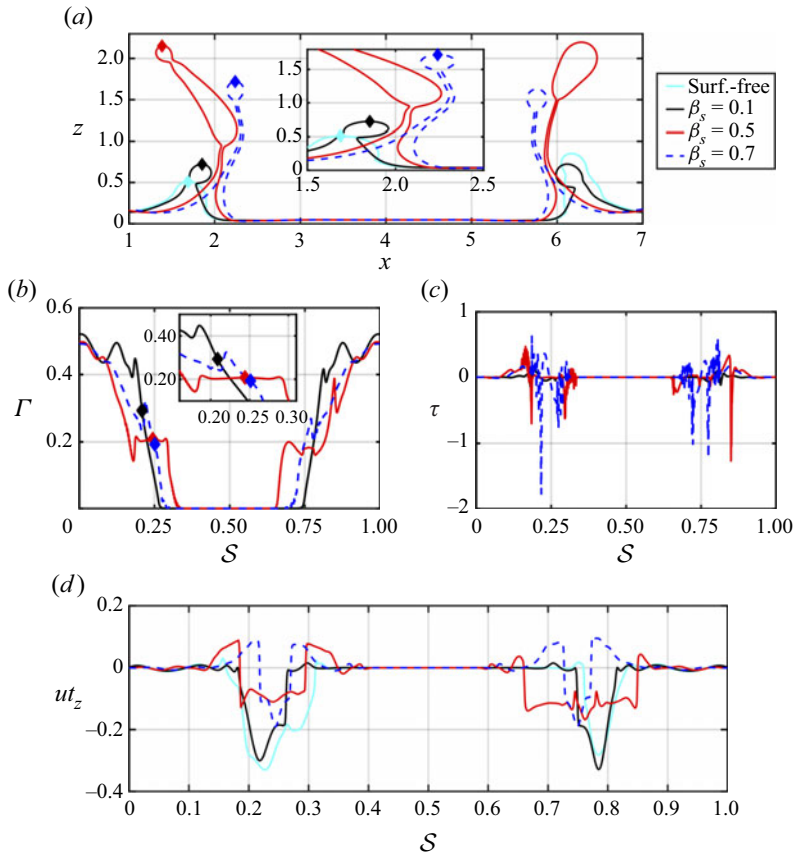 (a)
2.0
1.5
z
1.0
0.5
0
1.5
1.0
0.5
0
1.5 2.0 2.5
1 2 3 4 5 6 7
x
Surf.-free
βs = 0.1
βs = 0.5
βs = 0.7
(b)
0.6
0.4
Γ
0.2
0.40
0.20
0.20 0.25 0.30
0 0.25 0.50 0.75 1.00
S
(c)
1
0
τ
−1
−2
0 0.25 0.50 0.75 1.00
S
(d)
0.2
0
utz
−0.2
−0.4
0 0.1 0.2 0.3 0.4 0.5 0.6 0.7 0.8 0.9 1.0
S